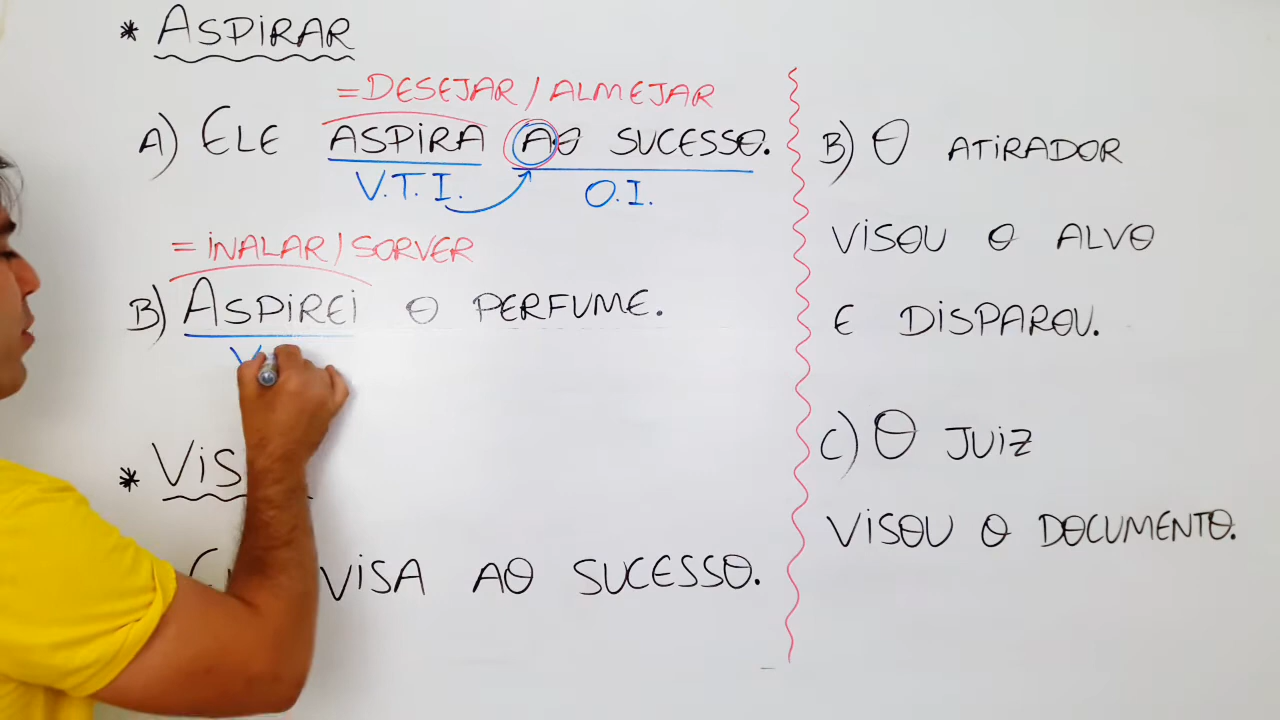 * ASPIRAR
= DESEJAR / ALMEJAR
A) ELE ASPIRA AO SUCESSO.
V.T.I. O.I.
= INALAR / SORVER
B) ASPIREI O PERFUME.
V
* VIS
VISA AO SUCESSO.
B) O ATIRADOR
VISOU O ALVO
E DISPAROU.
C) O JUIZ
VISOU O DOCUMENTO.